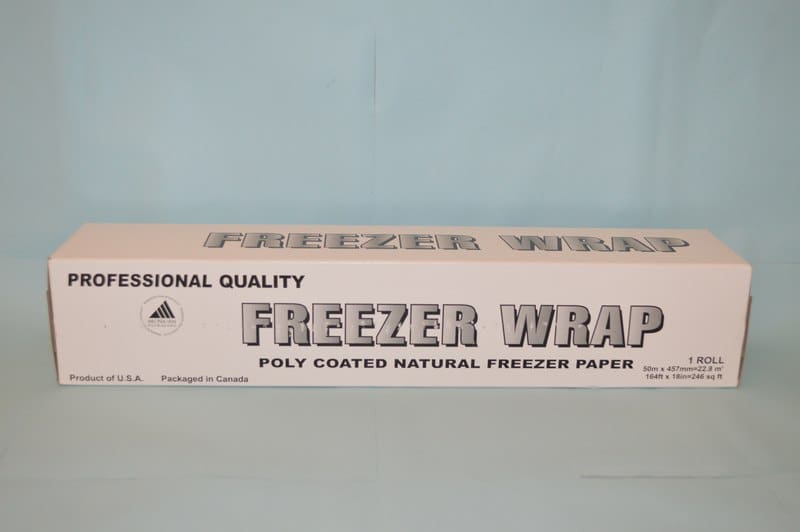 FREEZER WRAP
PROFESSIONAL QUALITY
FREEZER WRAP
POLY COATED NATURAL FREEZER PAPER
1 ROLL
50m x 457mm=22.9 m²
164ft x 18in=246 sq ft
Product of U.S.A. Packaged in Canada